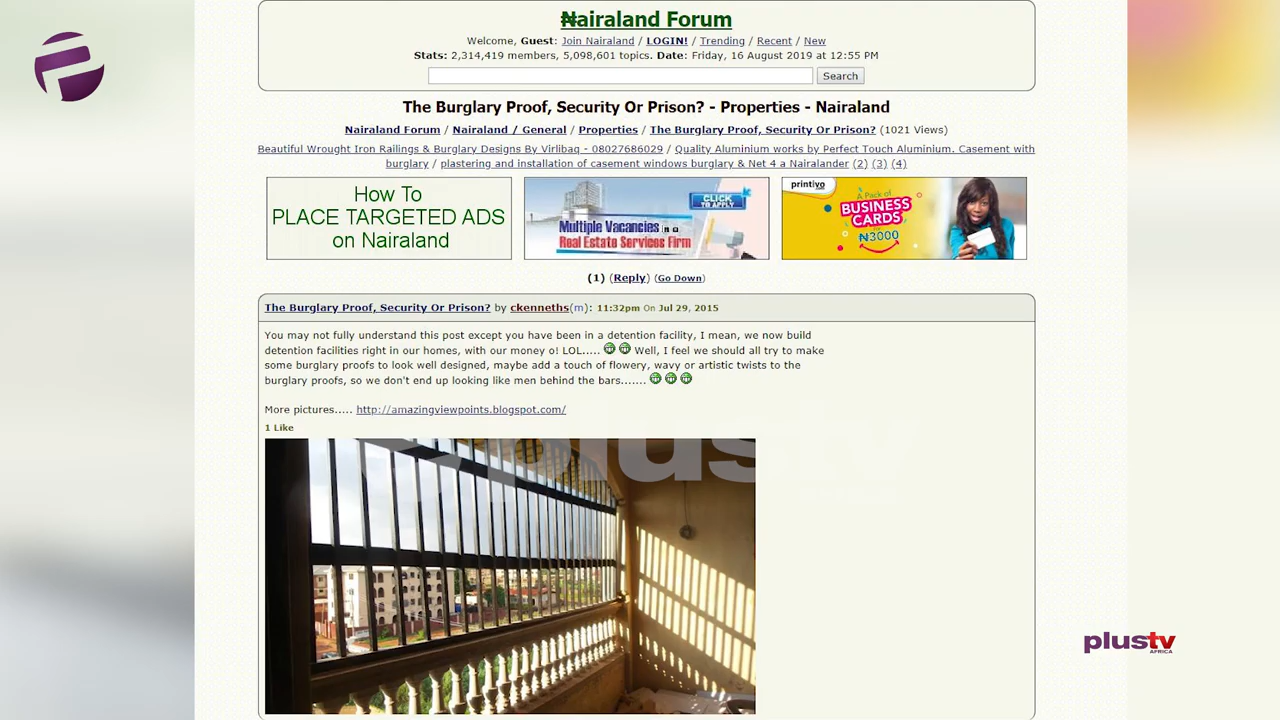 ₦airaland Forum
Welcome, Guest: Join Nairaland / LOGIN! / Trending / Recent / New
Stats: 2,314,419 members, 5,098,601 topics. Date: Friday, 16 August 2019 at 12:55 PM
Search
The Burglary Proof, Security Or Prison? - Properties - Nairaland
Nairaland Forum / Nairaland / General / Properties / The Burglary Proof, Security Or Prison? (1021 Views)
Beautiful Wrought Iron Railings & Burglary Designs By Virlibaq - 08027686029 / Quality Aluminium works by Perfect Touch Aluminium. Casement with
burglary / plastering and installation of casement windows burglary & Net 4 a Nairalander (2) (3) (4)
How To
PLACE TARGETED ADS
on Nairaland
CLICK
TO APPLY
Multiple Vacancies in a
Real Estate Services Firm
printivo
A Pack of
BUSINESS
CARDS
₦3000
(1) (Reply) (Go Down)
The Burglary Proof, Security Or Prison? by ckenneths(m): 11:32pm On Jul 29, 2015
You may not fully understand this post except you have been in a detention facility, I mean, we now build
detention facilities right in our homes, with our money o! LOL..... Well, I feel we should all try to make
some burglary proofs to look well designed, maybe add a touch of flowery, wavy or artistic twists to the
burglary proofs, so we don't end up looking like men behind the bars.......
More pictures..... http://amazingviewpoints.blogspot.com/
1 Like
plustv
plustv
AFRICA